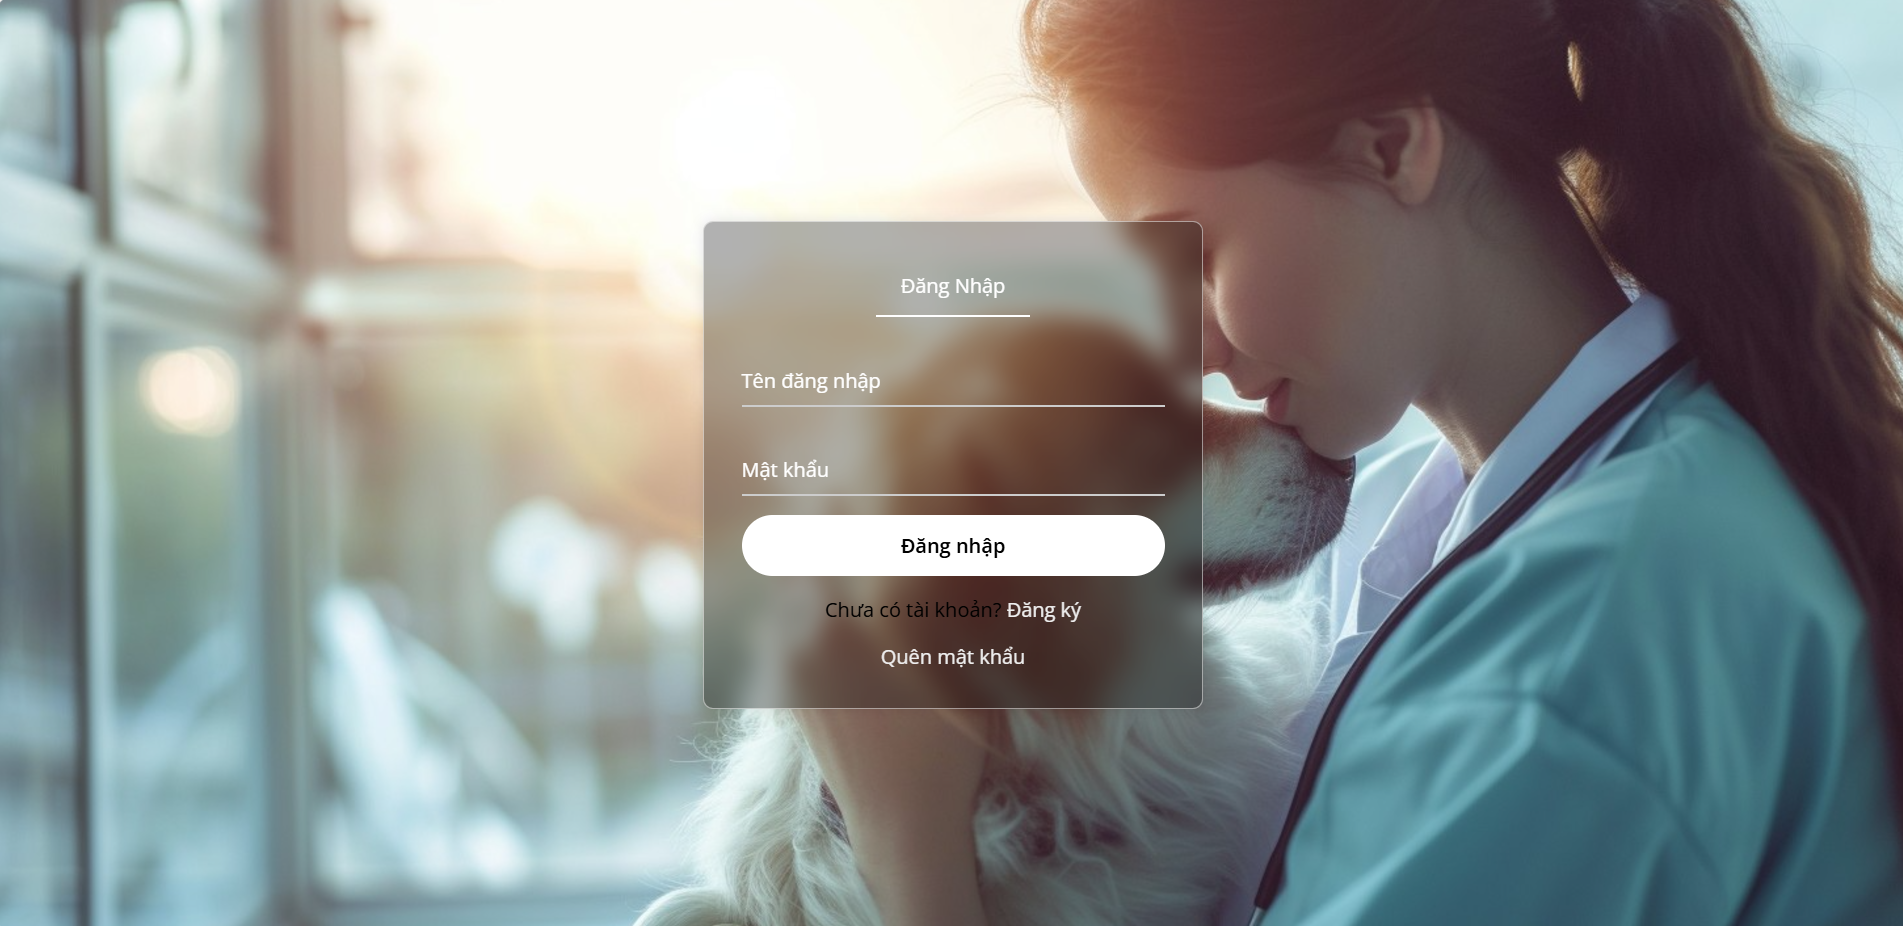 Đăng Nhập
Tên đăng nhập
Mật khẩu
Đăng nhập
Chưa có tài khoản? Đăng ký
Quên mật khẩu